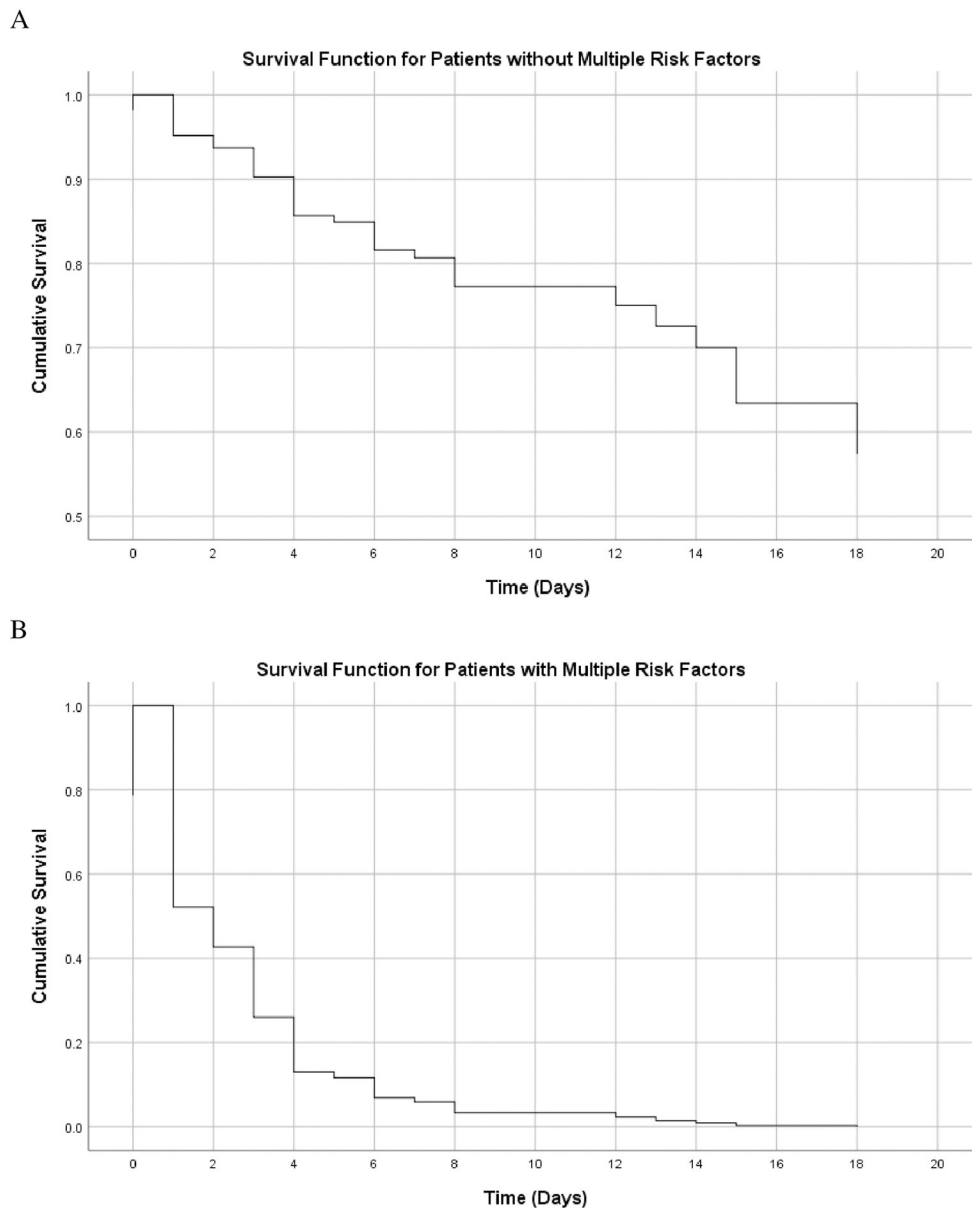 A
Survival Function for Patients without Multiple Risk Factors
1.0
0.9
0.8
0.7
0.6
0.5
Cumulative Survival
0 2 4 6 8 10 12 14 16 18 20
Time (Days)
B
Survival Function for Patients with Multiple Risk Factors
1.0
0.8
0.6
0.4
0.2
0.0
Cumulative Survival
0 2 4 6 8 10 12 14 16 18 20
Time (Days)